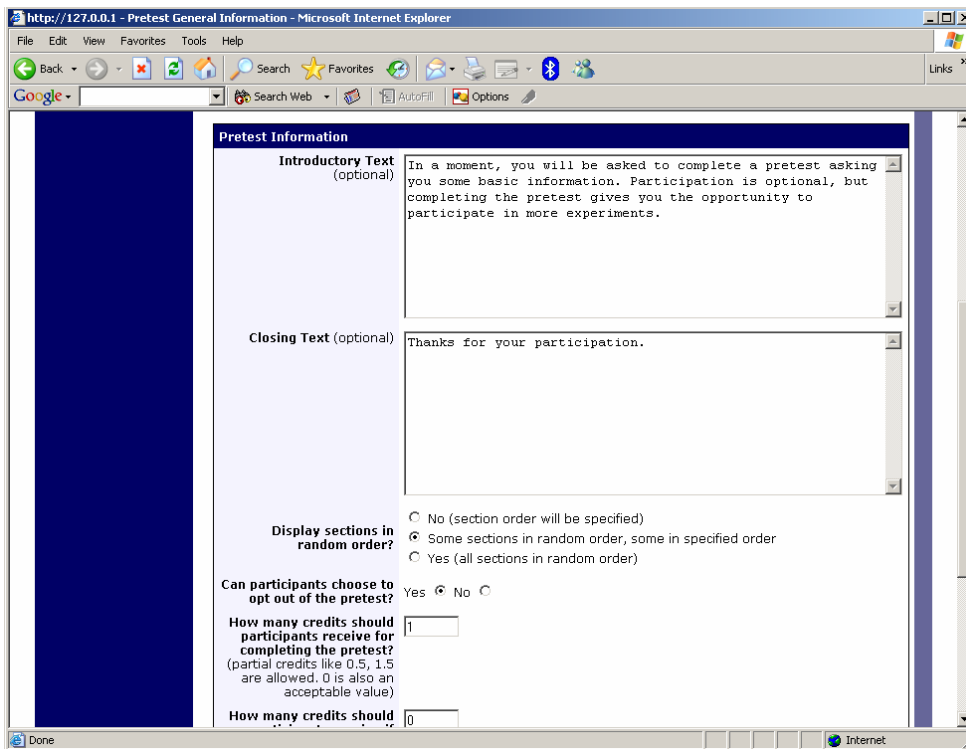 http://127.0.0.1 - Pretest General Information - Microsoft Internet Explorer
File Edit View Favorites Tools Help
Back Search Favorites Links »
Google Search Web AutoFill Options
Pretest Information
Introductory Text
(optional)
In a moment, you will be asked to complete a pretest asking
you some basic information. Participation is optional, but
completing the pretest gives you the opportunity to
participate in more experiments.
Closing Text (optional)
Thanks for your participation.
Display sections in
random order?
No (section order will be specified)
Some sections in random order, some in specified order
Yes (all sections in random order)
Can participants choose to
opt out of the pretest?
Yes No
How many credits should
participants receive for
completing the pretest?
(partial credits like 0.5, 1.5
are allowed. 0 is also an
acceptable value)
1
How many credits should
0
Done Internet